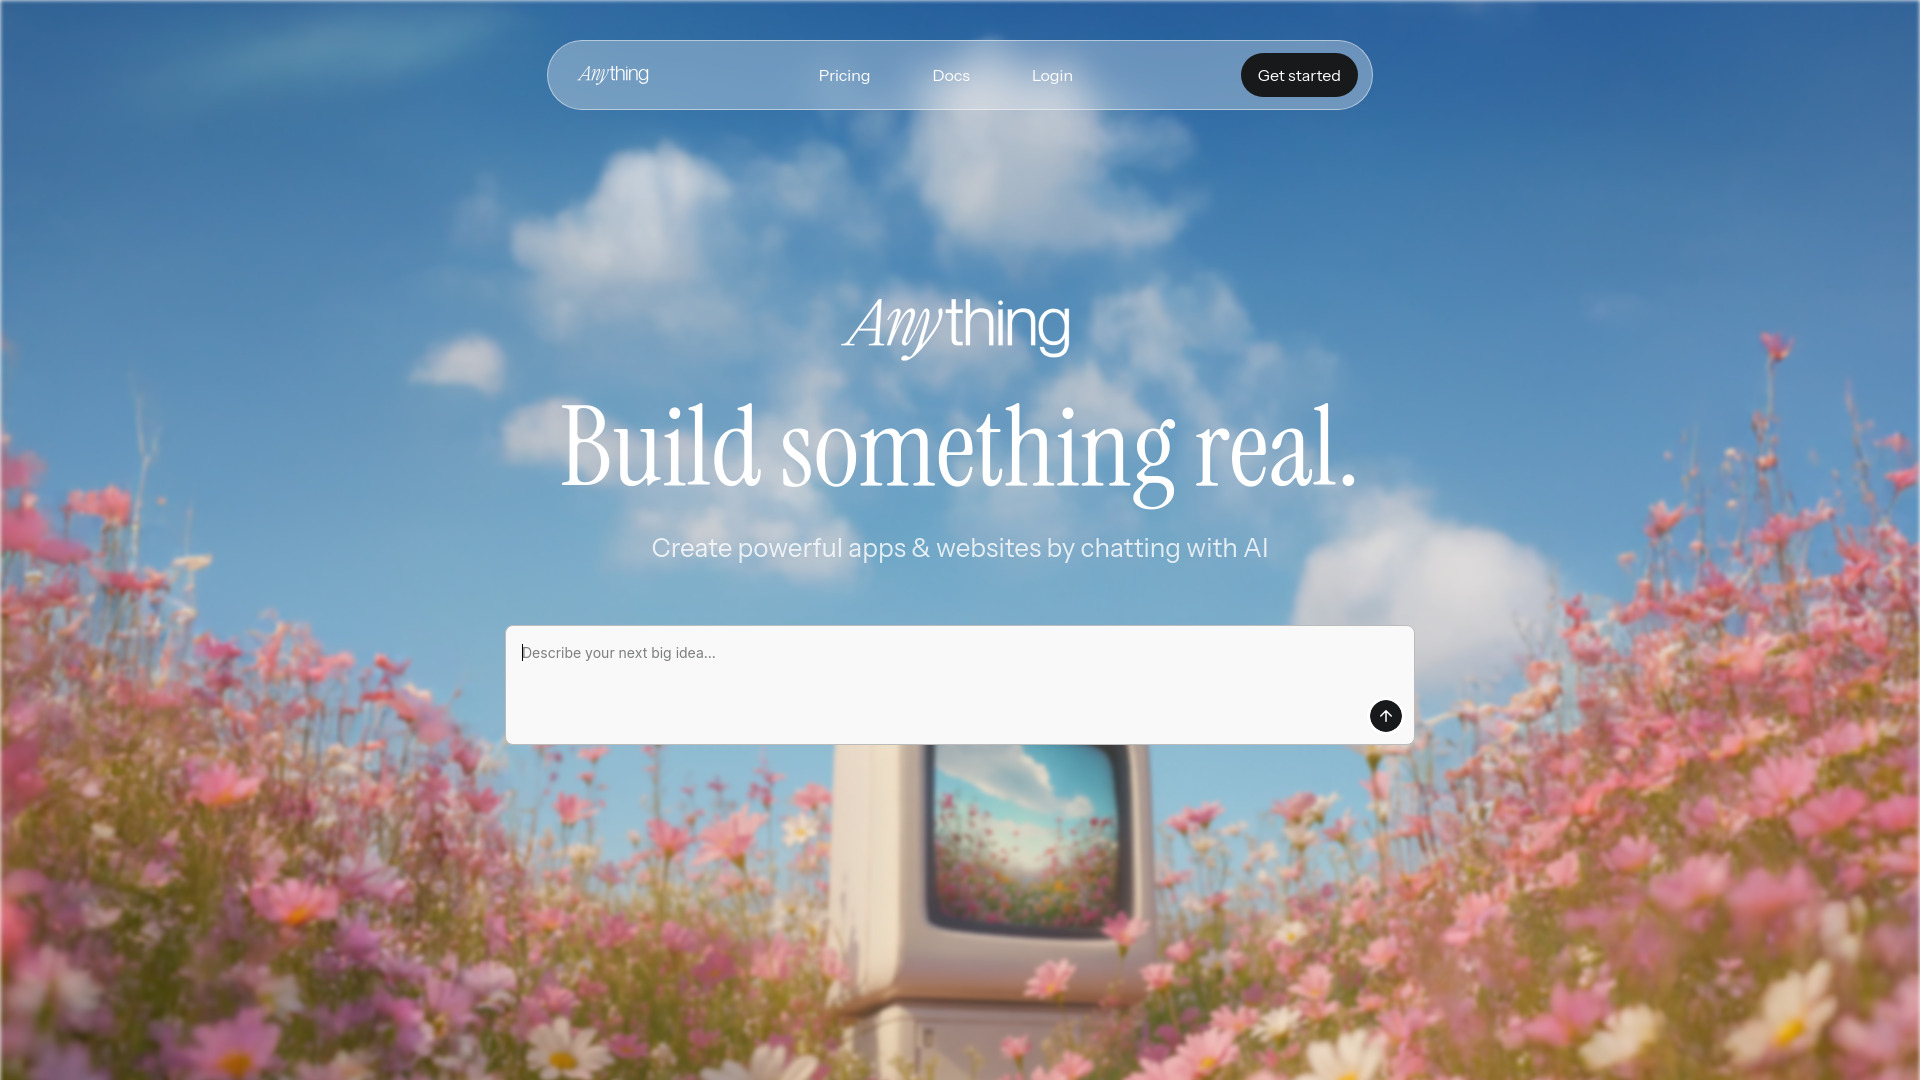 Anything
Pricing
Docs
Login
Get started
Anything
Build something real.
Create powerful apps & websites by chatting with AI
Describe your next big idea...